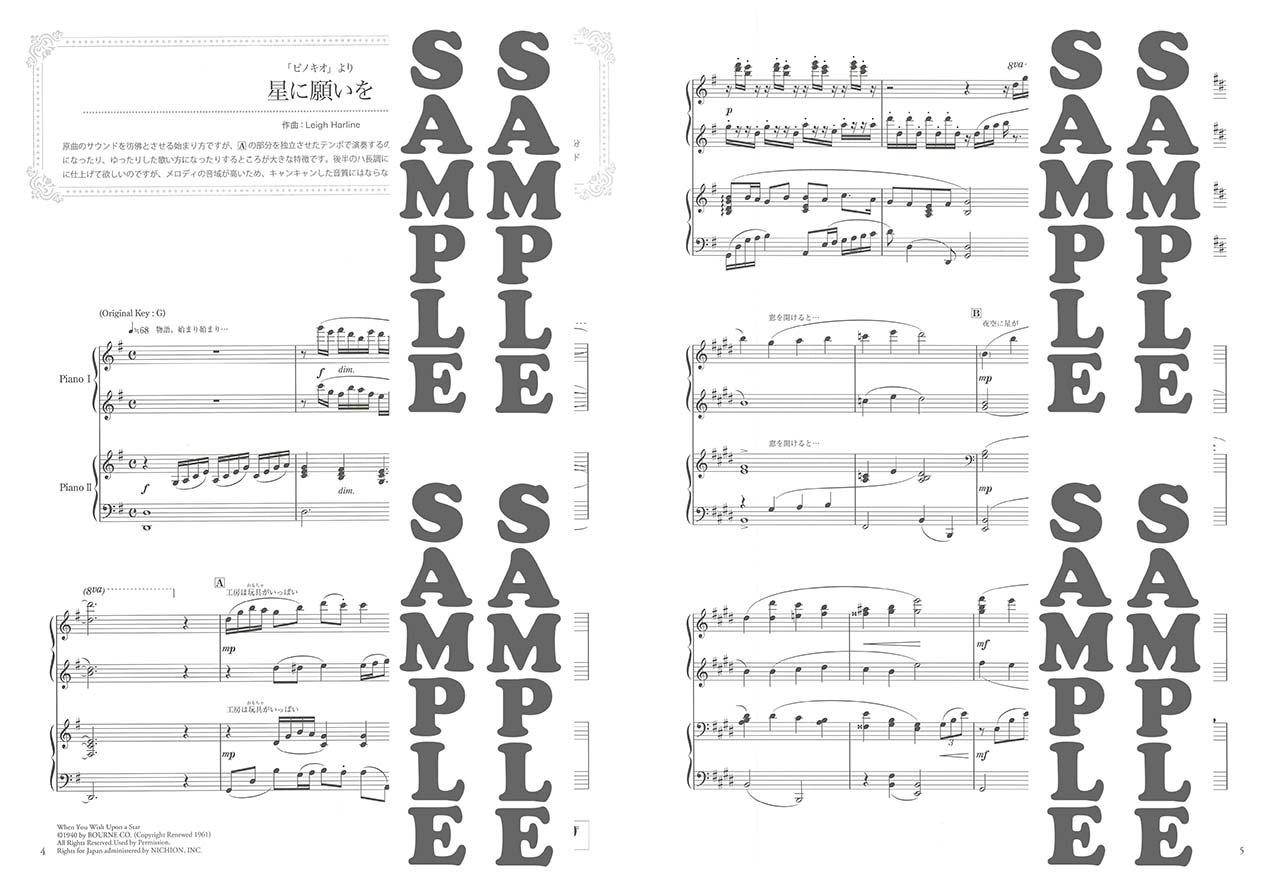 「ピノキオ」より
星に願いを
作曲：Leigh Harline
原曲のサウンドを彷彿とさせる始まり方ですが、Aの部分を独立させたテンポで演奏するの
になったり、ゆったりした歌い方になったりするところが大きな特徴です。後半のハ長調に
に仕上げて欲しいのですが、メロディの音域が高いため、キャンキャンした音質にはならな
(Original Key : G)
♩≒68 物語。始まり始まり…
Piano I
f dim.
f dim.
Piano II
f dim.
(8va)
A
おもちゃ
工房は玩具がいっぱい
mp
おもちゃ
工房は玩具がいっぱい
mp
When You Wish Upon a Star
©1940 by BOURNE CO. (Copyright Renewed 1961)
All Rights Reserved.Used by Permission.
Rights for Japan administered by NICHION, INC.
4
SAMPLE
SAMPLE
SAMPLE
SAMPLE
8va
p
窓を開けると…
B
夜空に星が
mp
窓を開けると…
mp
mf
3
mf
SAMPLE
SAMPLE
SAMPLE
SAMPLE
5